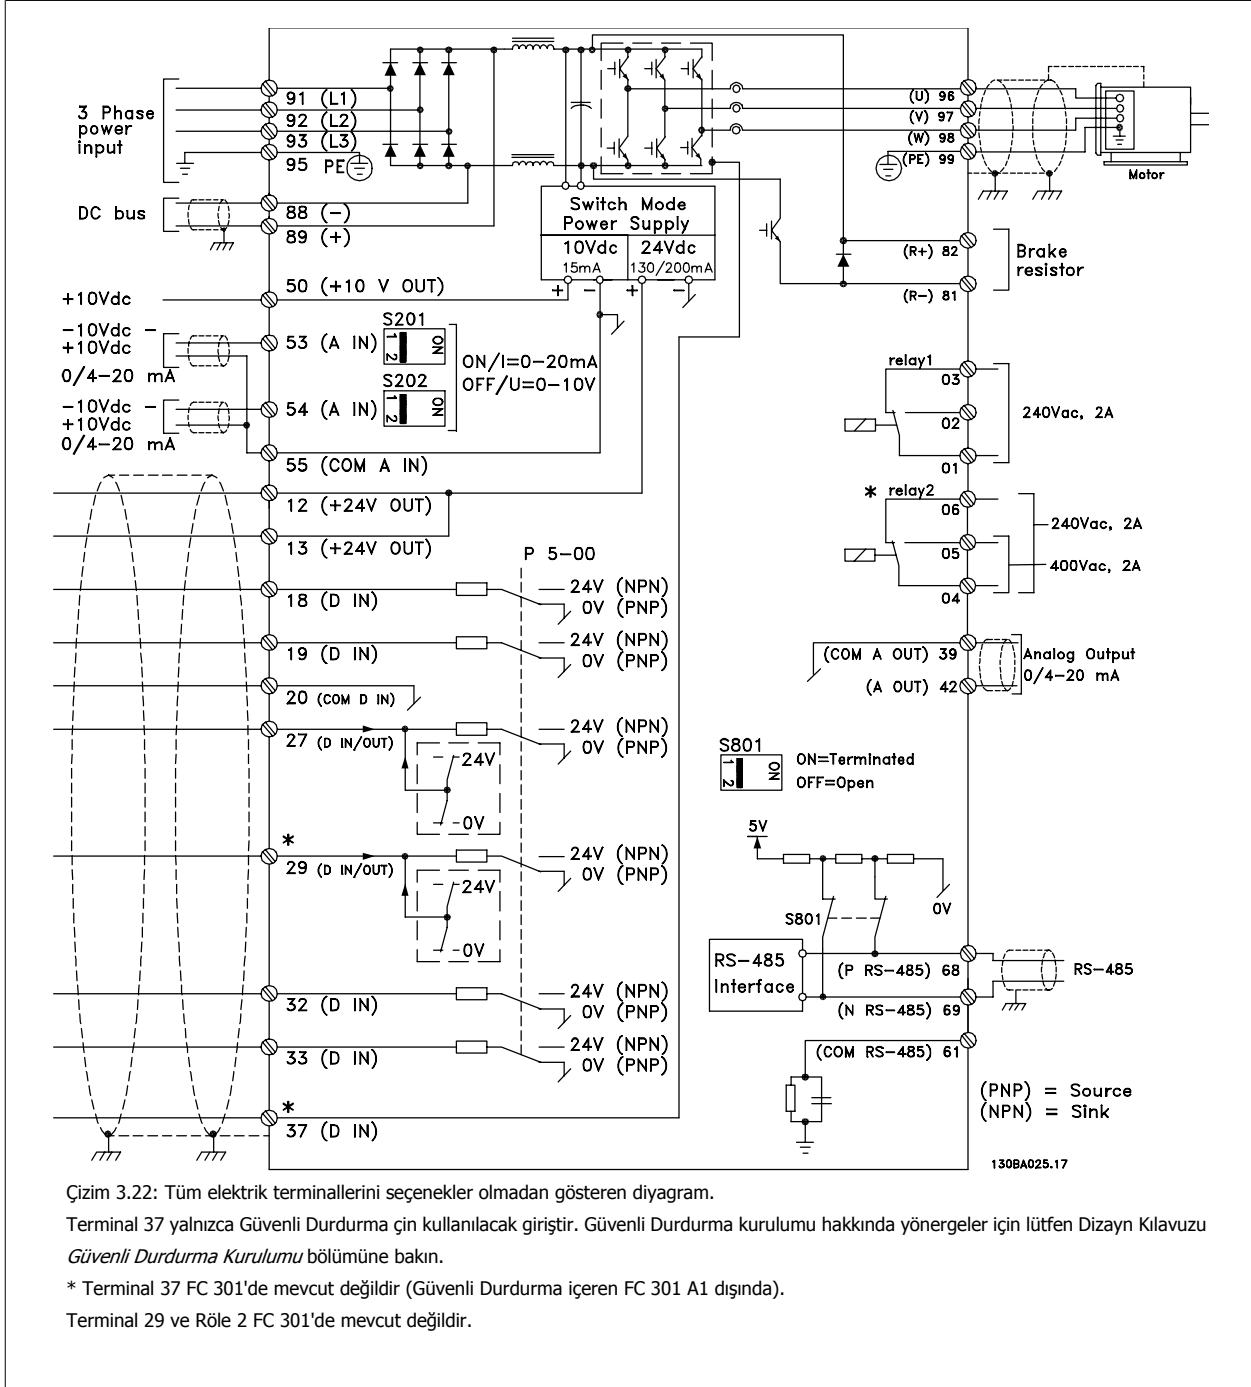 3 Phase
power
input
91 (L1)
92 (L2)
93 (L3)
95 PE
DC bus
88 (−)
89 (+)
Switch Mode
Power Supply
10Vdc
15mA
24Vdc
130/200mA
+ − + −
+10Vdc
50 (+10 V OUT)
−10Vdc −
+10Vdc
0/4−20 mA
53 (A IN)
S201
1 2
ON
ON/I=0−20mA
OFF/U=0−10V
−10Vdc −
+10Vdc
0/4−20 mA
54 (A IN)
S202
1 2
ON
55 (COM A IN)
12 (+24V OUT)
13 (+24V OUT)
P 5−00
18 (D IN)
24V (NPN)
0V (PNP)
19 (D IN)
24V (NPN)
0V (PNP)
20 (COM D IN)
27 (D IN/OUT)
24V (NPN)
0V (PNP)
24V
0V
*
29 (D IN/OUT)
24V (NPN)
0V (PNP)
24V
0V
32 (D IN)
24V (NPN)
0V (PNP)
33 (D IN)
24V (NPN)
0V (PNP)
*
37 (D IN)
(U) 96
(V) 97
(W) 98
(PE) 99
Motor
(R+) 82
(R−) 81
Brake
resistor
relay1
03
02
01
240Vac, 2A
* relay2
06
05
04
240Vac, 2A
400Vac, 2A
(COM A OUT) 39
(A OUT) 42
Analog Output
0/4−20 mA
S801
1 2
ON
ON=Terminated
OFF=Open
5V
0V
S801
RS−485
Interface
(P RS−485) 68
(N RS−485) 69
RS−485
(COM RS−485) 61
(PNP) = Source
(NPN) = Sink
130BA025.17
Çizim 3.22: Tüm elektrik terminallerini seçenekler olmadan gösteren diyagram.
Terminal 37 yalnızca Güvenli Durdurma çin kullanılacak giriştir. Güvenli Durdurma kurulumu hakkında yönergeler için lütfen Dizayn Kılavuzu
Güvenli Durdurma Kurulumu bölümüne bakın.
* Terminal 37 FC 301'de mevcut değildir (Güvenli Durdurma içeren FC 301 A1 dışında).
Terminal 29 ve Röle 2 FC 301'de mevcut değildir.